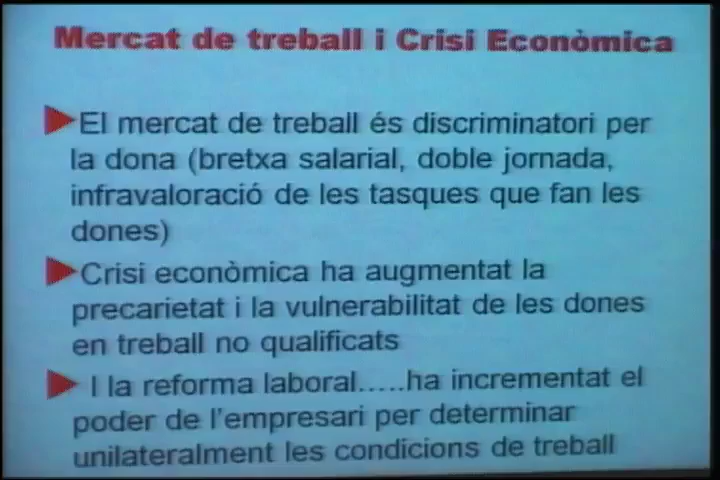 Mercat de treball i Crisi Econòmica
El mercat de treball és discriminatori per
la dona (bretxa salarial, doble jornada,
infravaloració de les tasques que fan les
dones)
Crisi econòmica ha augmentat la
precarietat i la vulnerabilitat de les dones
en treball no qualificats
I la reforma laboral.....ha incrementat el
poder de l'empresari per determinar
unilateralment les condicions de treball